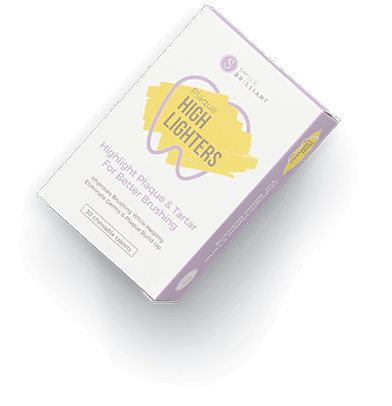 S
SMILE
BRILLIANT
Plaque
HIGH
LIGHTERS
Highlight Plaque & Tartar
For Better Brushing
Improves Brushing While Helping
Eliminate Germs & Plaque Build-Up
30 Chewable tablets